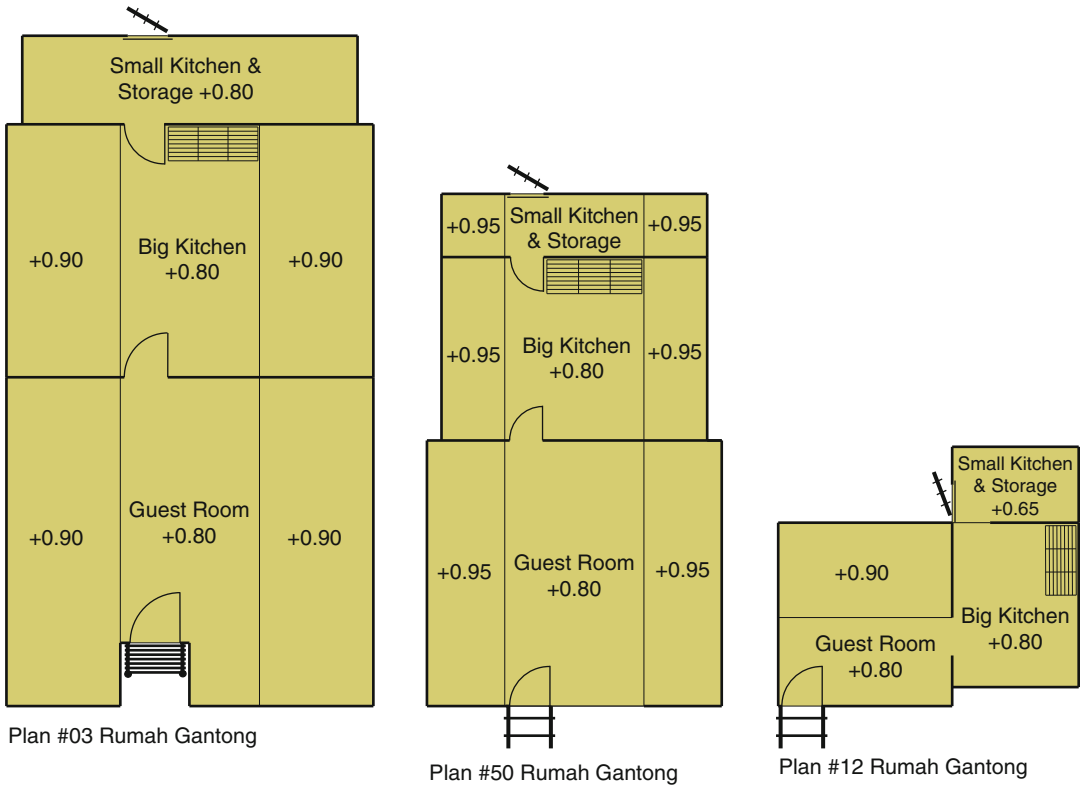 Small Kitchen &
Storage +0.80
+0.90
Big Kitchen
+0.80
+0.90
+0.90
Guest Room
+0.80
+0.90
Plan #03 Rumah Gantong
+0.95
Small Kitchen
& Storage
+0.95
+0.95
Big Kitchen
+0.80
+0.95
+0.95
Guest Room
+0.80
+0.95
Plan #50 Rumah Gantong
Small Kitchen
& Storage
+0.65
+0.90
Big Kitchen
+0.80
Guest Room
+0.80
Plan #12 Rumah Gantong